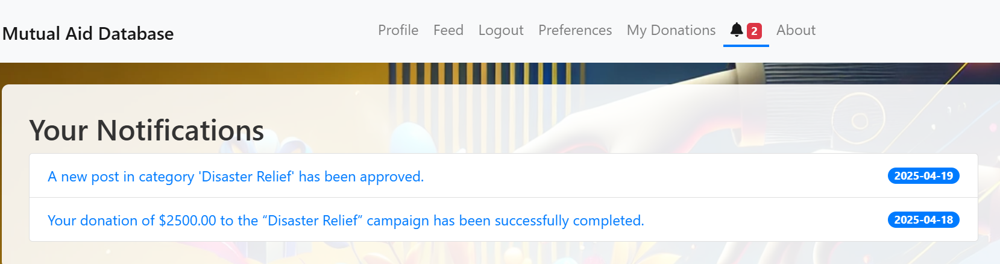 Mutual Aid Database
Profile Feed Logout Preferences My Donations 2 About
Your Notifications
A new post in category 'Disaster Relief' has been approved. 2025-04-19
Your donation of $2500.00 to the “Disaster Relief” campaign has been successfully completed. 2025-04-18